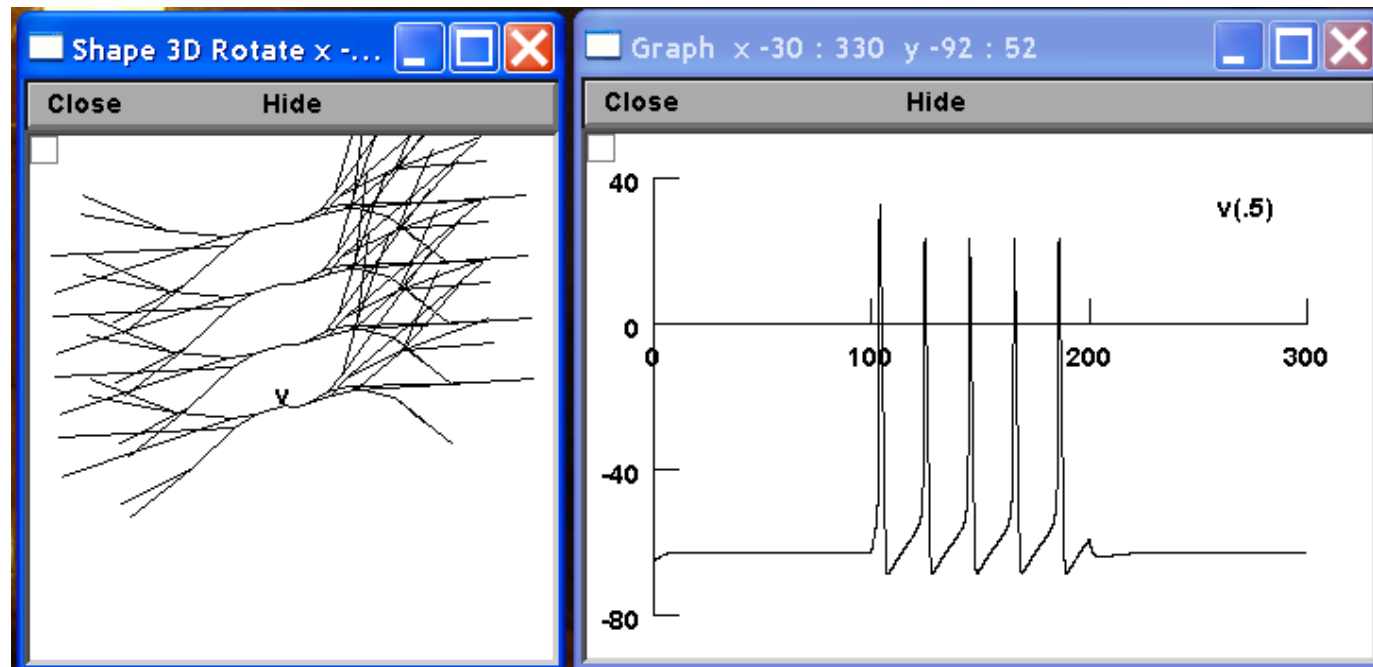 Shape 3D Rotate x -...
Close Hide
v
Graph x -30 : 330 y -92 : 52
Close Hide
40
v(.5)
0
0 100 200 300
-40
-80